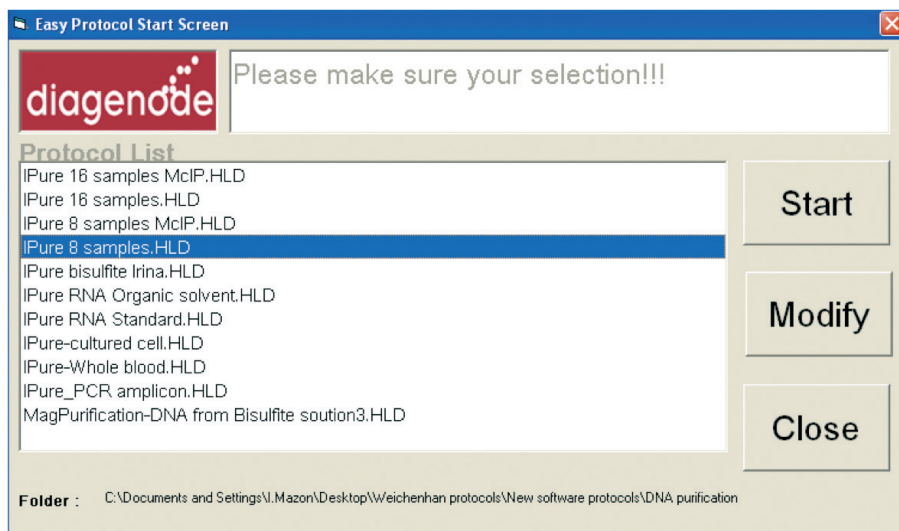 Easy Protocol Start Screen
diagenode
Please make sure your selection!!!
Protocol List
IPure 16 samples McIP.HLD
IPure 16 samples.HLD
IPure 8 samples McIP.HLD
IPure 8 samples.HLD
IPure bisulfite Irina.HLD
IPure RNA Organic solvent.HLD
IPure RNA Standard.HLD
IPure-cultured cell.HLD
IPure-Whole blood.HLD
IPure_PCR amplicon.HLD
MagPurification-DNA from Bisulfite soution3.HLD
Start
Modify
Close
Folder : C:\Documents and Settings\I.Mazon\Desktop\Weichenhan protocols\New software protocols\DNA purification